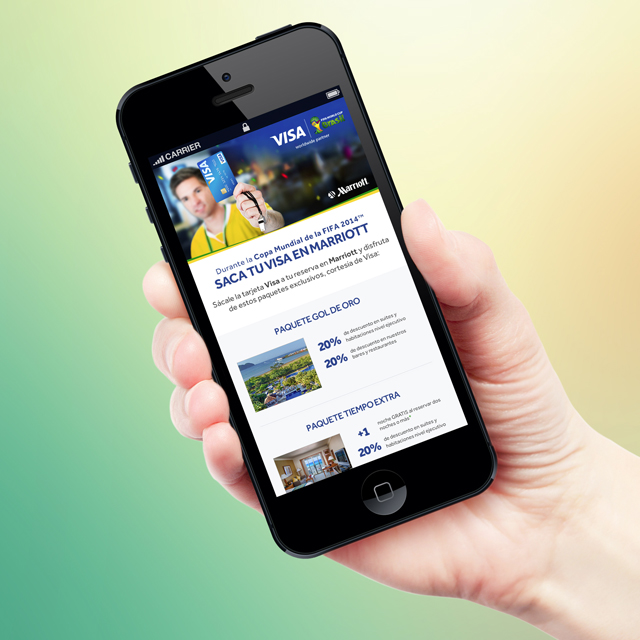 CARRIER
VISA
FIFA WORLD CUP
Brasil
worldwide partner
VISA
Marriott
Durante la Copa Mundial de la FIFA 2014™
SACA TU VISA EN MARRIOTT
Sácale la tarjeta Visa a tu reserva en Marriott y disfruta
de estos paquetes exclusivos, cortesía de Visa:
PAQUETE GOL DE ORO
20% de descuento en suites y
habitaciones nivel ejecutivo
20% de descuento en nuestros
bares y restaurantes
PAQUETE TIEMPO EXTRA
+1 noche GRATIS al reservar dos
noches o más*
20% de descuento en suites y
habitaciones nivel ejecutivo